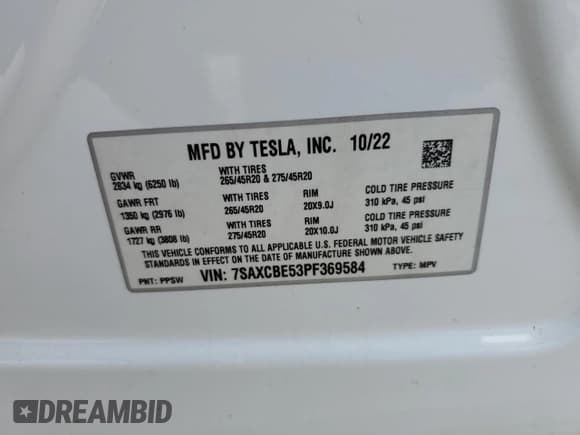 MFD BY TESLA, INC. 10/22
GVWR
2834 kg (6250 lb)
WITH TIRES
265/45R20 & 275/45R20
GAWR FRT
1350 kg (2976 lb)
WITH TIRES
265/45R20
RIM
20X9.0J
COLD TIRE PRESSURE
310 kPa, 45 psi
GAWR RR
1727 kg (3808 lb)
WITH TIRES
275/45R20
RIM
20X10.0J
COLD TIRE PRESSURE
310 kPa, 45 psi
THIS VEHICLE CONFORMS TO ALL APPLICABLE U.S. FEDERAL MOTOR VEHICLE SAFETY
STANDARDS IN EFFECT ON THE DATE OF MANUFACTURE SHOWN ABOVE.
PNT: PPSW
VIN: 7SAXCBE53PF369584
TYPE: MPV
DREAMBID